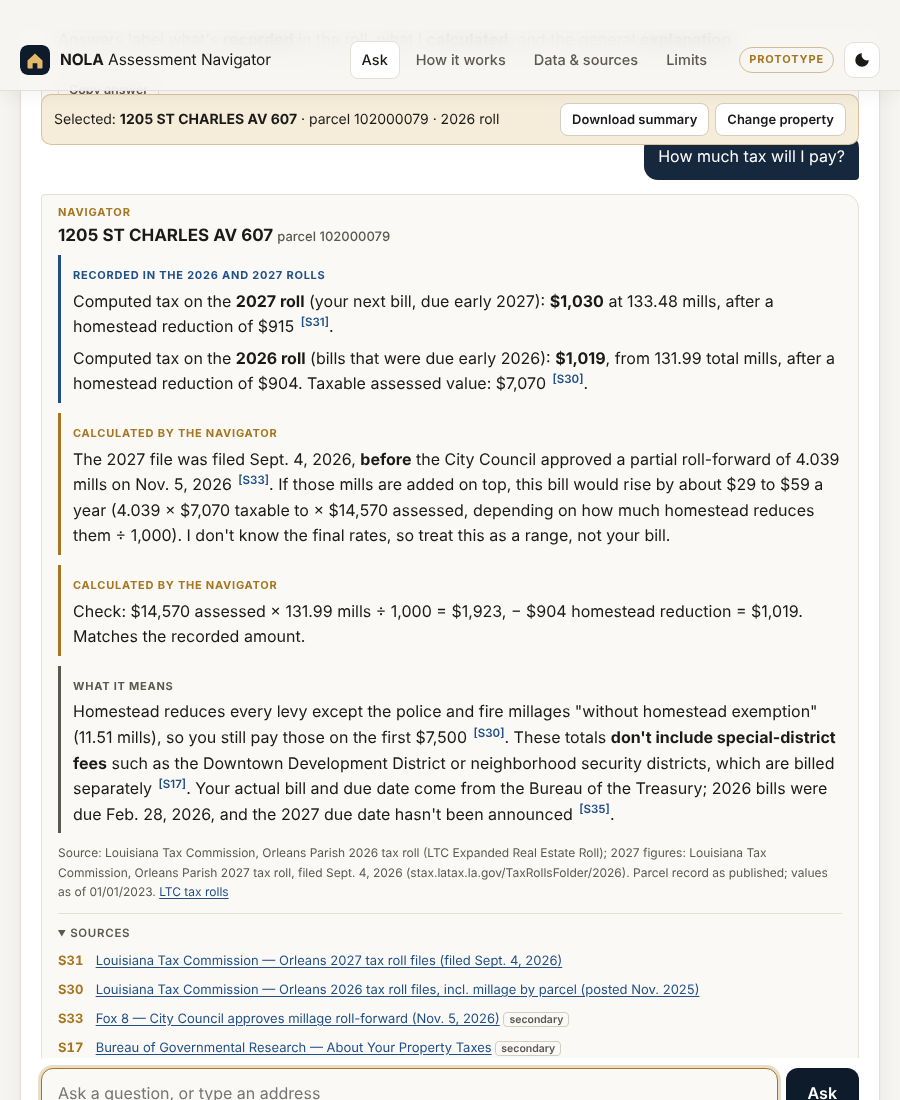 NOLA Assessment Navigator
Ask
How it works
Data & sources
Limits
PROTOTYPE
Copy answer
Selected: 1205 ST CHARLES AV 607 · parcel 102000079 · 2026 roll
Download summary
Change property
How much tax will I pay?
NAVIGATOR
1205 ST CHARLES AV 607 parcel 102000079
RECORDED IN THE 2026 AND 2027 ROLLS
Computed tax on the 2027 roll (your next bill, due early 2027): $1,030 at 133.48 mills, after a
homestead reduction of $915 [S31].
Computed tax on the 2026 roll (bills that were due early 2026): $1,019, from 131.99 total mills, after a
homestead reduction of $904. Taxable assessed value: $7,070 [S30].
CALCULATED BY THE NAVIGATOR
The 2027 file was filed Sept. 4, 2026, before the City Council approved a partial roll-forward of 4.039
mills on Nov. 5, 2026 [S33]. If those mills are added on top, this bill would rise by about $29 to $59 a
year (4.039 × $7,070 taxable to × $14,570 assessed, depending on how much homestead reduces
them ÷ 1,000). I don't know the final rates, so treat this as a range, not your bill.
CALCULATED BY THE NAVIGATOR
Check: $14,570 assessed × 131.99 mills ÷ 1,000 = $1,923, − $904 homestead reduction = $1,019.
Matches the recorded amount.
WHAT IT MEANS
Homestead reduces every levy except the police and fire millages "without homestead exemption"
(11.51 mills), so you still pay those on the first $7,500 [S30]. These totals don't include special-district
fees such as the Downtown Development District or neighborhood security districts, which are billed
separately [S17]. Your actual bill and due date come from the Bureau of the Treasury; 2026 bills were
due Feb. 28, 2026, and the 2027 due date hasn't been announced [S35].
Source: Louisiana Tax Commission, Orleans Parish 2026 tax roll (LTC Expanded Real Estate Roll); 2027 figures: Louisiana Tax
Commission, Orleans Parish 2027 tax roll, filed Sept. 4, 2026 (stax.latax.la.gov/TaxRollsFolder/2026). Parcel record as published; values
as of 01/01/2023. LTC tax rolls
▼ SOURCES
S31 Louisiana Tax Commission — Orleans 2027 tax roll files (filed Sept. 4, 2026)
S30 Louisiana Tax Commission — Orleans 2026 tax roll files, incl. millage by parcel (posted Nov. 2025)
S33 Fox 8 — City Council approves millage roll-forward (Nov. 5, 2026) secondary
S17 Bureau of Governmental Research — About Your Property Taxes secondary
Ask a question, or type an address
Ask